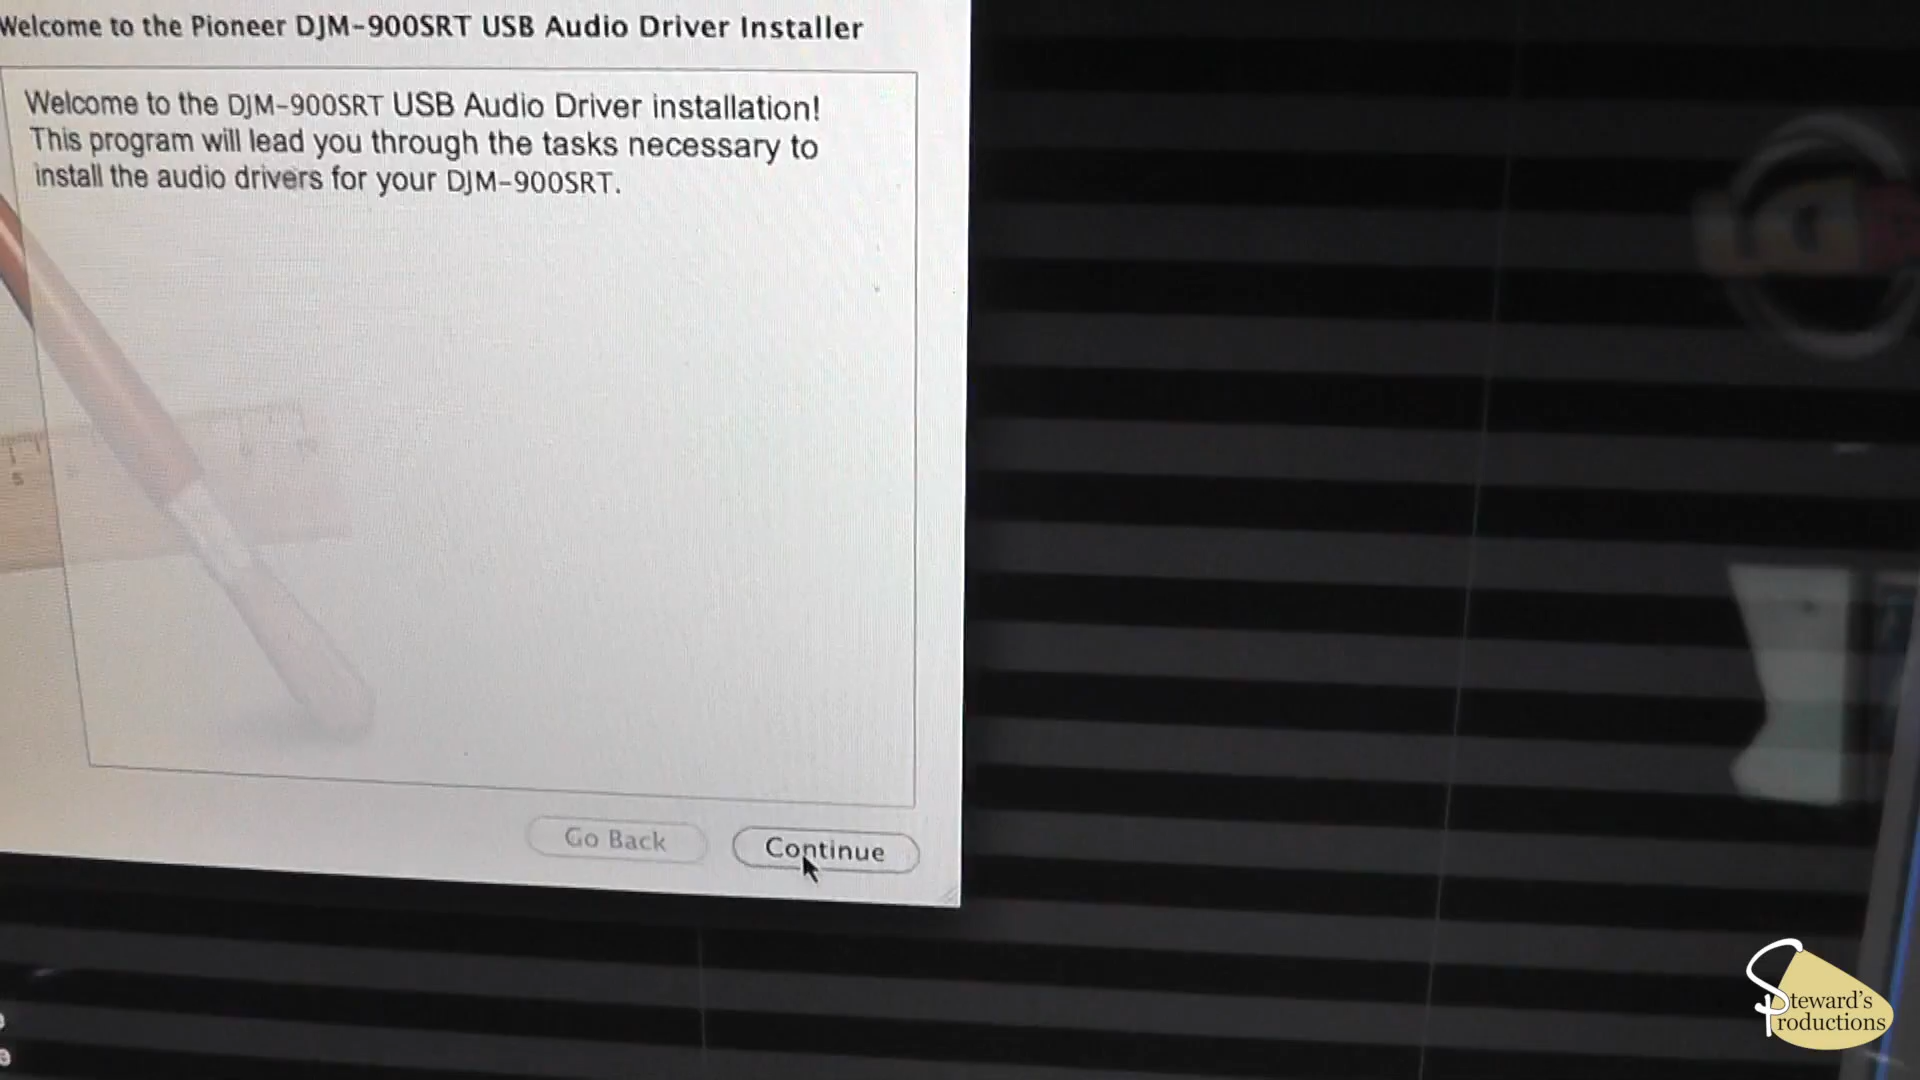 Welcome to the Pioneer DJM-900SRT USB Audio Driver Installer
Welcome to the DJM-900SRT USB Audio Driver installation!
This program will lead you through the tasks necessary to
install the audio drivers for your DJM-900SRT.
5
Go Back
Continue
Steward's
Productions